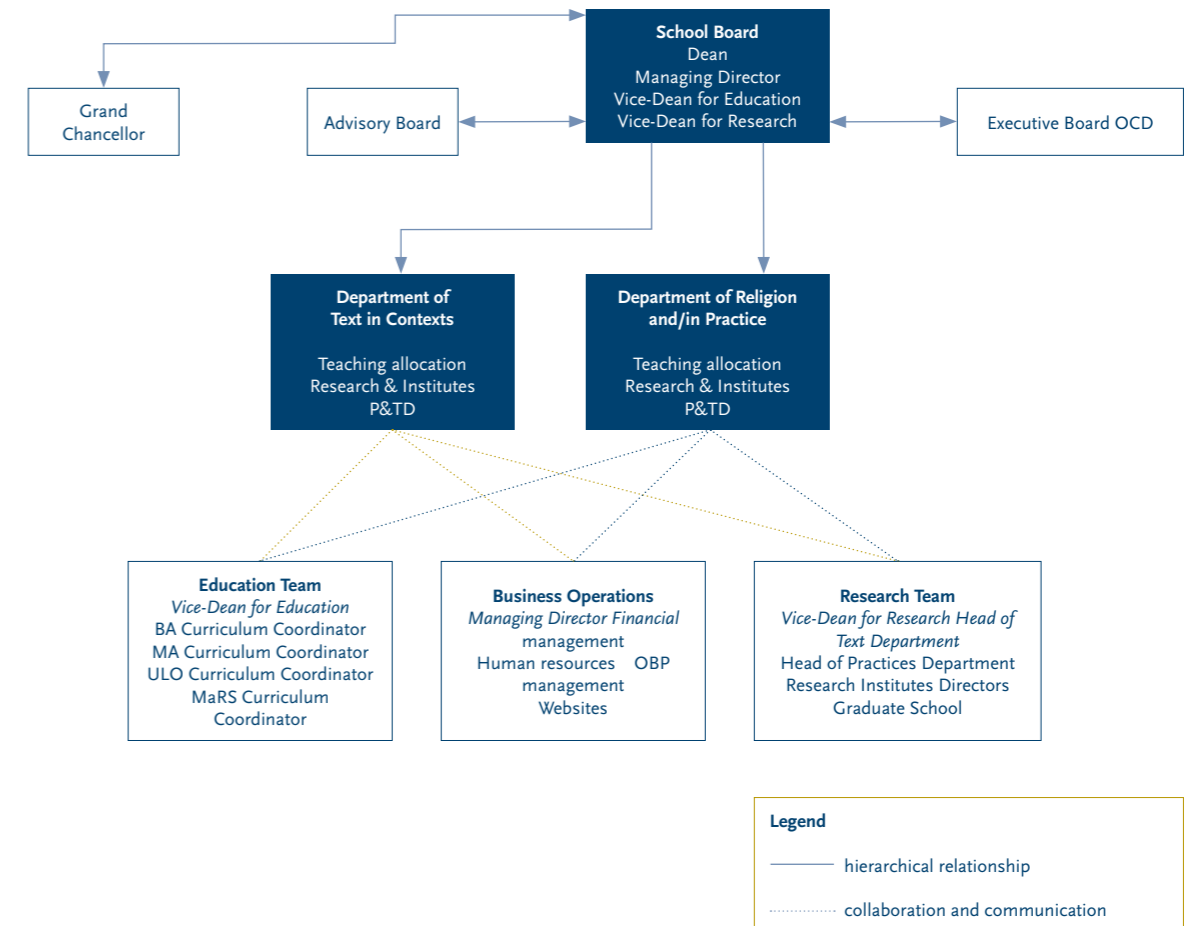 School Board
Dean
Managing Director
Vice-Dean for Education
Vice-Dean for Research
Grand
Chancellor
Advisory Board
Executive Board OCD
Department of
Text in Contexts
Teaching allocation
Research & Institutes
P&TD
Department of Religion
and/in Practice
Teaching allocation
Research & Institutes
P&TD
Education Team
Vice-Dean for Education
BA Curriculum Coordinator
MA Curriculum Coordinator
ULO Curriculum Coordinator
MaRS Curriculum
Coordinator
Business Operations
Managing Director Financial
management
Human resources OBP
management
Websites
Research Team
Vice-Dean for Research Head of
Text Department
Head of Practices Department
Research Institutes Directors
Graduate School
Legend
hierarchical relationship
collaboration and communication